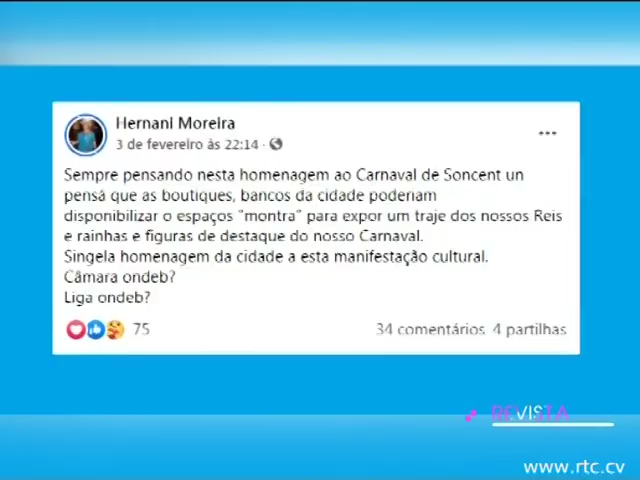 Hernani Moreira
3 de fevereiro às 22:14 ·
Sempre pensando nesta homenagem ao Carnaval de Soncent un
pensá que as boutiques, bancos da cidade poderiam
disponibilizar o espaços "montra" para expor um traje dos nossos Reis
e rainhas e figuras de destaque do nosso Carnaval.
Singela homenagem da cidade a esta manifestação cultural.
Câmara ondeb?
Liga ondeb?
75
34 comentários 4 partilhas
REVISTA
www.rtc.cv